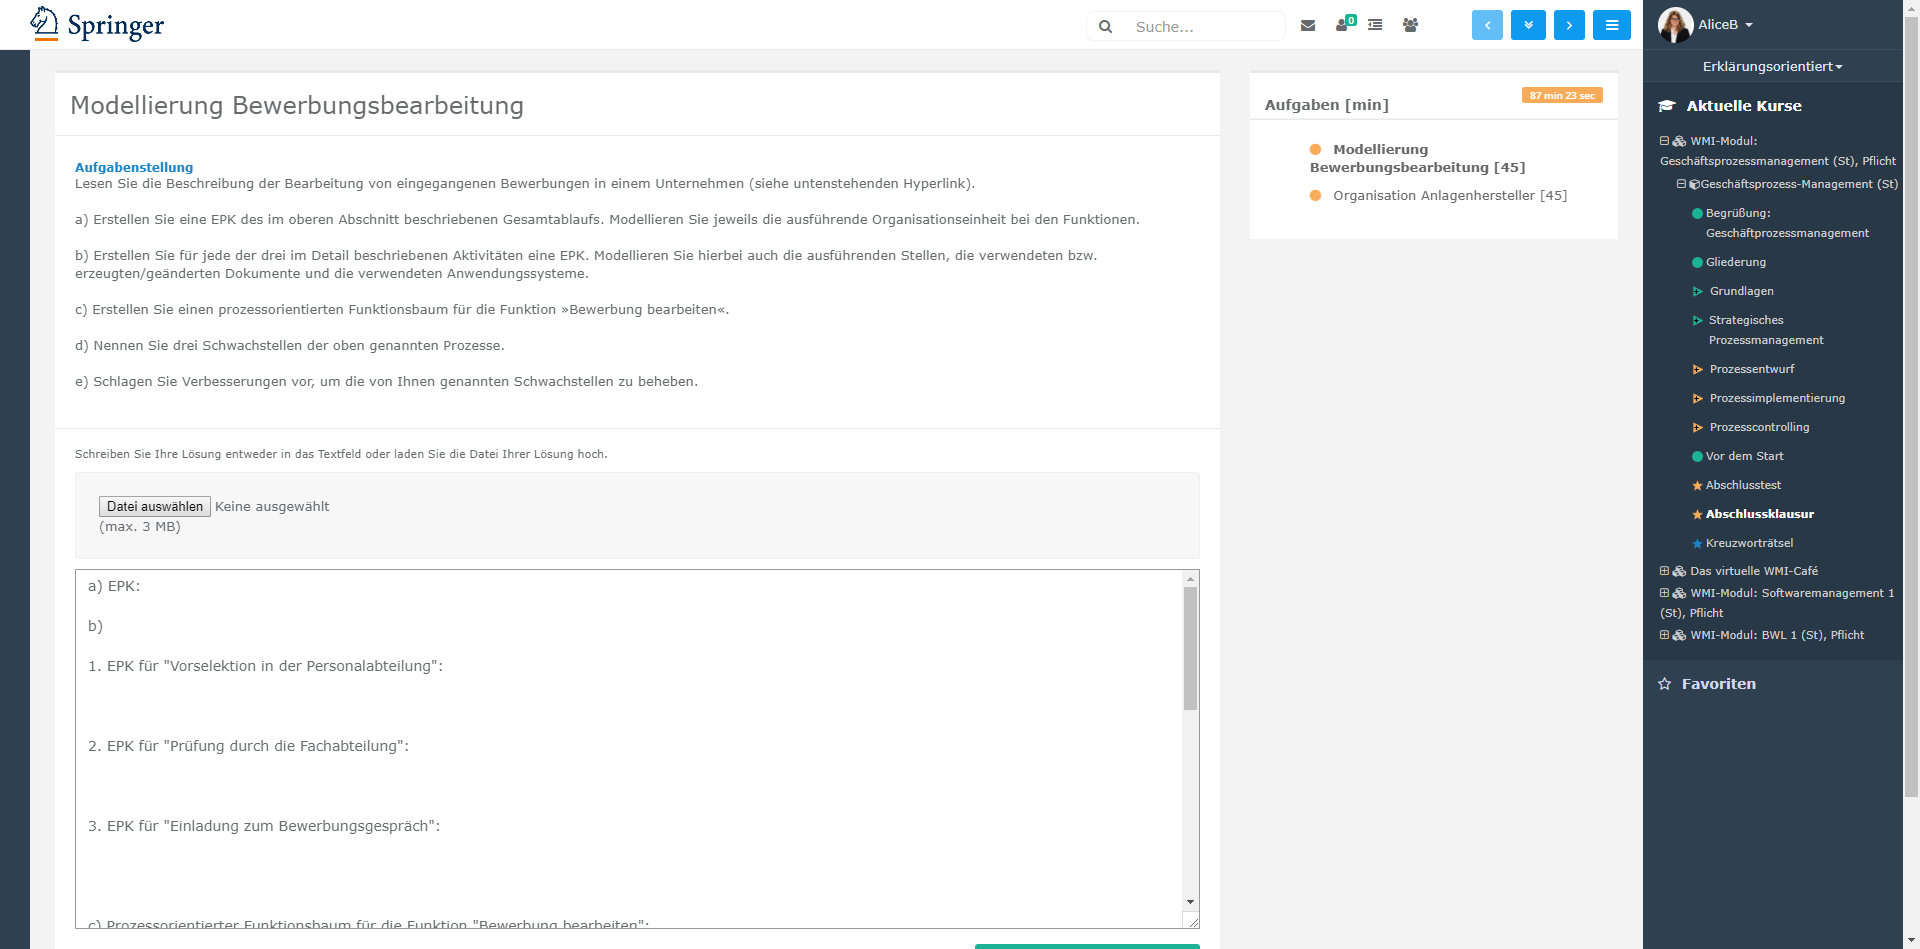 Springer
Suche...
0
AliceB
Erklärungsorientiert
Modellierung Bewerbungsbearbeitung
Aufgabenstellung
Lesen Sie die Beschreibung der Bearbeitung von eingegangenen Bewerbungen in einem Unternehmen (siehe untenstehenden Hyperlink).
a) Erstellen Sie eine EPK des im oberen Abschnitt beschriebenen Gesamtablaufs. Modellieren Sie jeweils die ausführende Organisationseinheit bei den Funktionen.
b) Erstellen Sie für jede der drei im Detail beschriebenen Aktivitäten eine EPK. Modellieren Sie hierbei auch die ausführenden Stellen, die verwendeten bzw.
erzeugten/geänderten Dokumente und die verwendeten Anwendungssysteme.
c) Erstellen Sie einen prozessorientierten Funktionsbaum für die Funktion »Bewerbung bearbeiten«.
d) Nennen Sie drei Schwachstellen der oben genannten Prozesse.
e) Schlagen Sie Verbesserungen vor, um die von Ihnen genannten Schwachstellen zu beheben.
Schreiben Sie Ihre Lösung entweder in das Textfeld oder laden Sie die Datei Ihrer Lösung hoch.
Datei auswählen Keine ausgewählt
(max. 3 MB)
a) EPK:
b)
1. EPK für "Vorselektion in der Personalabteilung":
2. EPK für "Prüfung durch die Fachabteilung":
3. EPK für "Einladung zum Bewerbungsgespräch":
c) Prozessorientierter Funktionsbaum für die Funktion "Bewerbung bearbeiten":
Aufgaben [min]
87 min 23 sec
Modellierung
Bewerbungsbearbeitung [45]
Organisation Anlagenhersteller [45]
Aktuelle Kurse
WMI-Modul:
Geschäftsprozessmanagement (St), Pflicht
Geschäftsprozess-Management (St)
Begrüßung:
Geschäftprozessmanagement
Gliederung
Grundlagen
Strategisches
Prozessmanagement
Prozessentwurf
Prozessimplementierung
Prozesscontrolling
Vor dem Start
Abschlusstest
Abschlussklausur
Kreuzworträtsel
Das virtuelle WMI-Café
WMI-Modul: Softwaremanagement 1
(St), Pflicht
WMI-Modul: BWL 1 (St), Pflicht
Favoriten